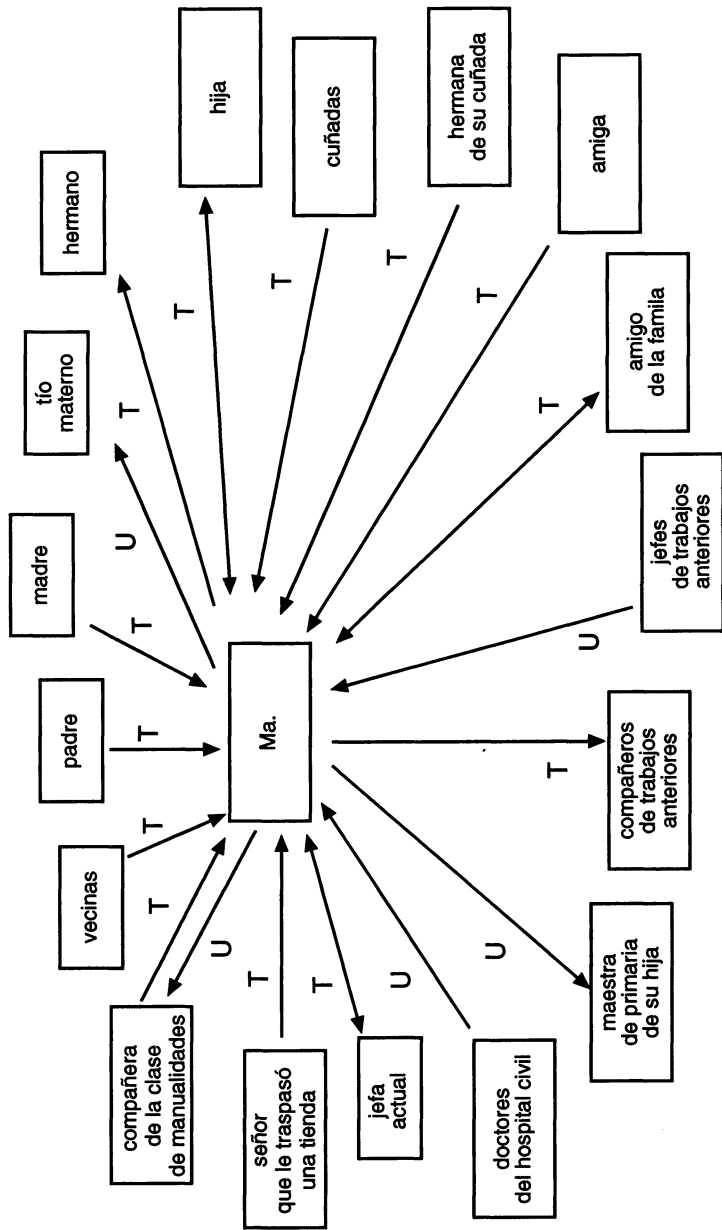 compañera
de la clase
de manualidades
T
U
vecinas
T
padre
T
madre
T
tío
materno
U
hermano
T
hija
T
señor
que le traspasó
una tienda
T
Ma.
cuñadas
T
jefa
actual
T
hermana
de su cuñada
T
doctores
del hospital civil
U
amiga
T
maestra
de primaria
de su hija
U
compañeros
de trabajos
anteriores
T
jefes
de trabajos
anteriores
U
amigo
de la famila
T